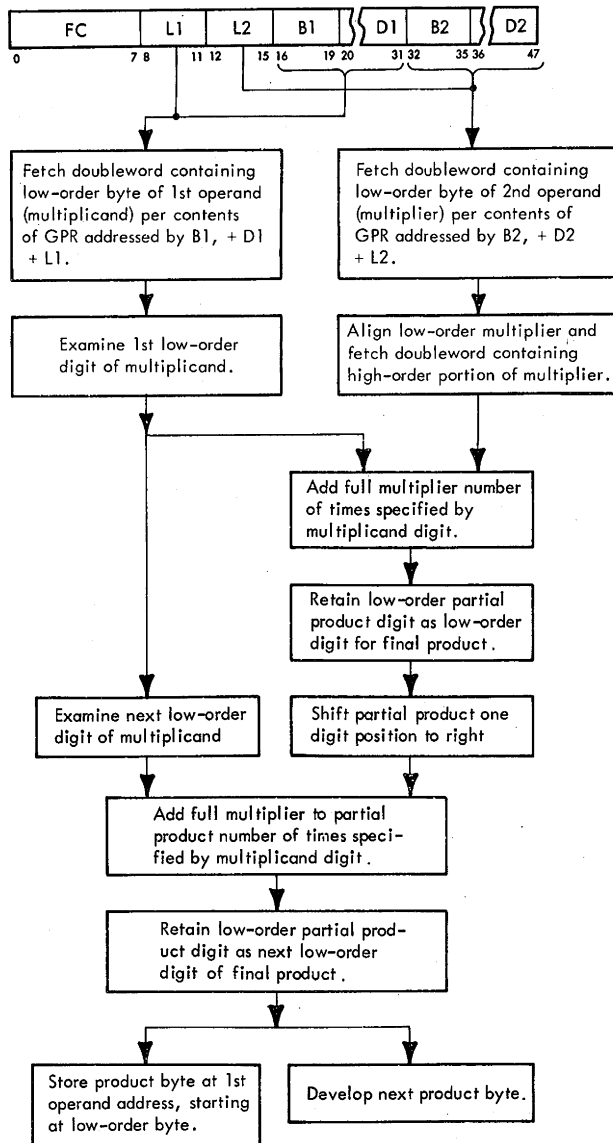 FC L1 L2 B1 D1 B2 D2
0 7 8 11 12 15 16 19 20 31 32 35 36 47
Fetch doubleword containing
low-order byte of 1st operand
(multiplicand) per contents
of GPR addressed by B1, + D1
+ L1.
Fetch doubleword containing
low-order byte of 2nd operand
(multiplier) per contents of
GPR addressed by B2, + D2
+ L2.
Examine 1st low-order
digit of multiplicand.
Align low-order multiplier and
fetch doubleword containing
high-order portion of multiplier.
Add full multiplier number
of times specified by
multiplicand digit.
Retain low-order partial
product digit as low-order
digit for final product.
Examine next low-order
digit of multiplicand
Shift partial product one
digit position to right
Add full multiplier to partial
product number of times speci-
fied by multiplicand digit.
Retain low-order partial prod-
uct digit as next low-order
digit of final product.
Store product byte at 1st
operand address, starting
at low-order byte.
Develop next product byte.